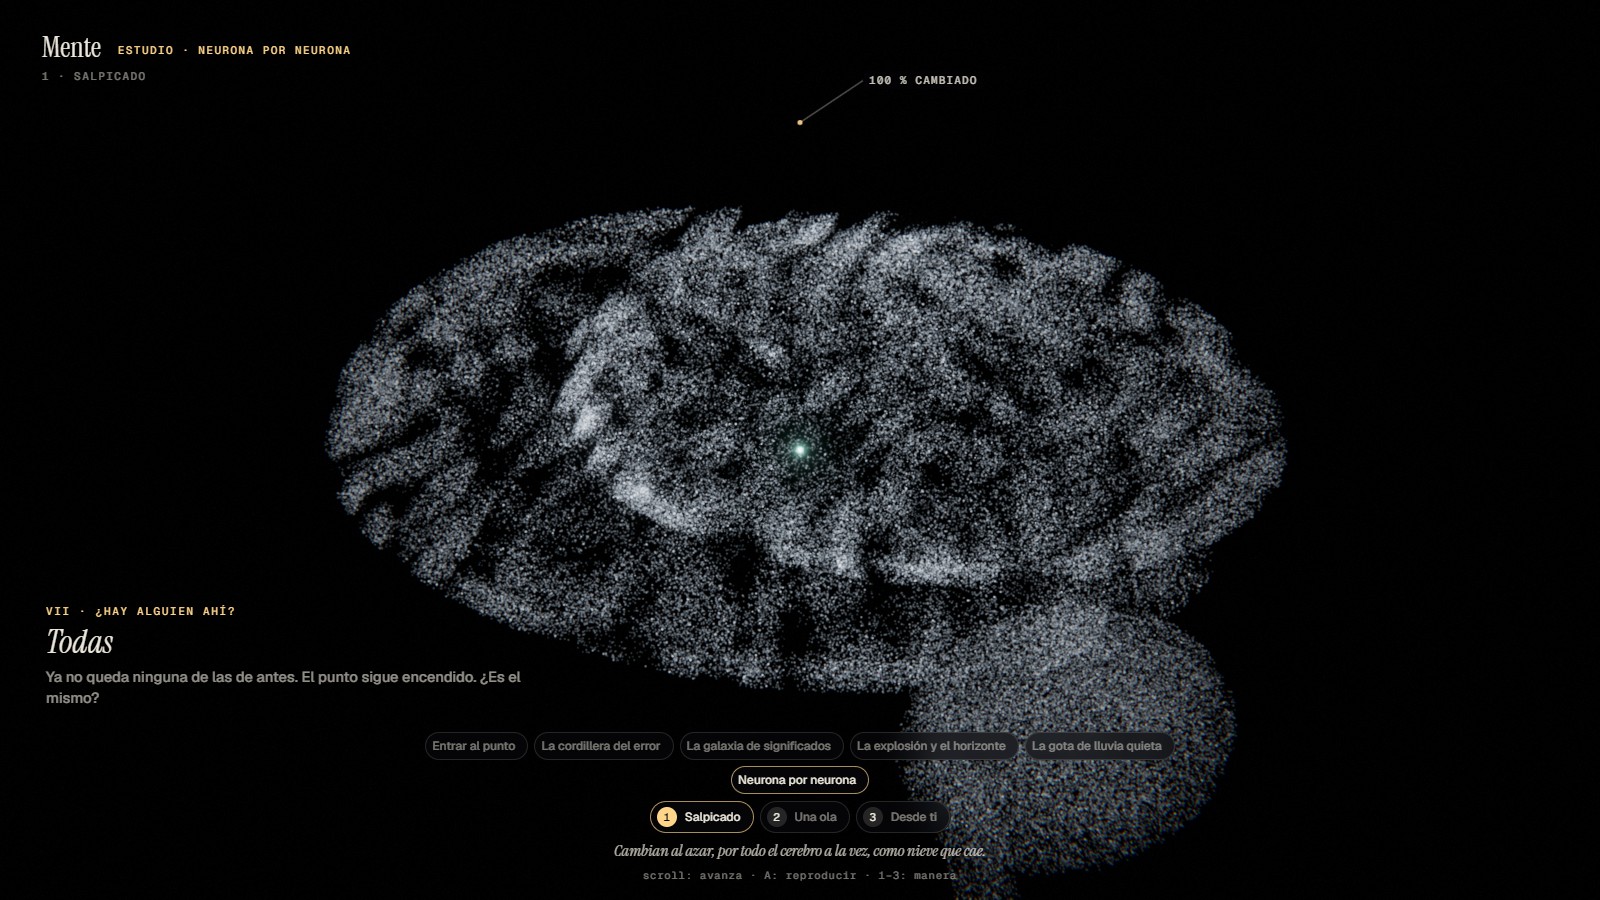 Mente ESTUDIO · NEURONA POR NEURONA
1 · SALPICADO
100 % CAMBIADO
VII · ¿HAY ALGUIEN AHÍ?
Todas
Ya no queda ninguna de las de antes. El punto sigue encendido. ¿Es el
mismo?
Entrar al punto La cordillera del error La galaxia de significados La explosión y el horizonte La gota de lluvia quieta
Neurona por neurona
1 Salpicado 2 Una ola 3 Desde ti
Cambian al azar, por todo el cerebro a la vez, como nieve que cae.
scroll: avanza · A: reproducir · 1-3: manera